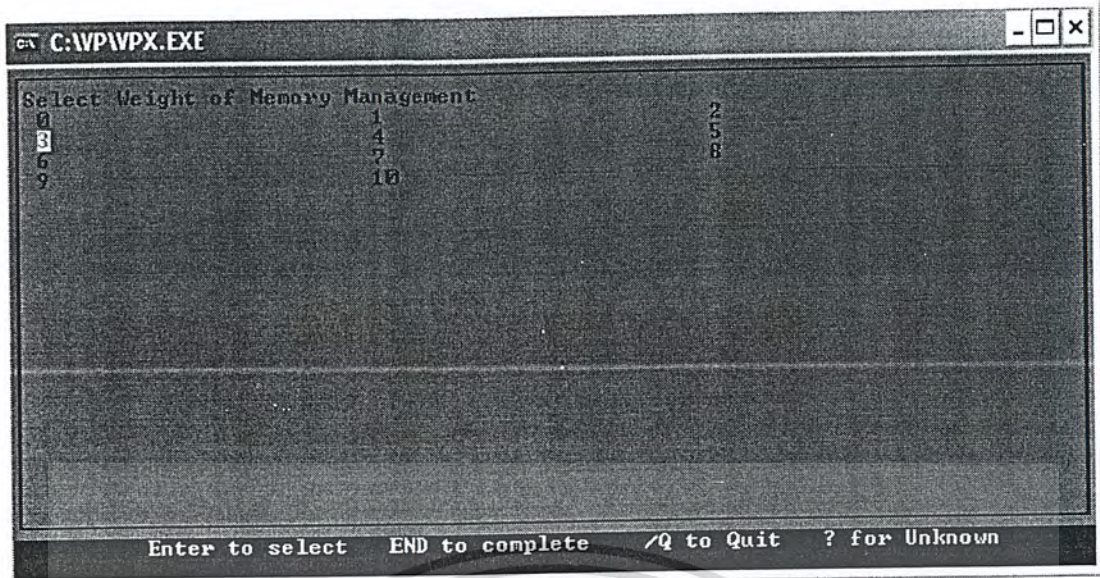 C:\VP\VPX.EXE
Select Weight of Memory Management
0 1 2
3 4 5
6 7 8
9 10
Enter to select END to complete /Q to Quit ? for Unknown